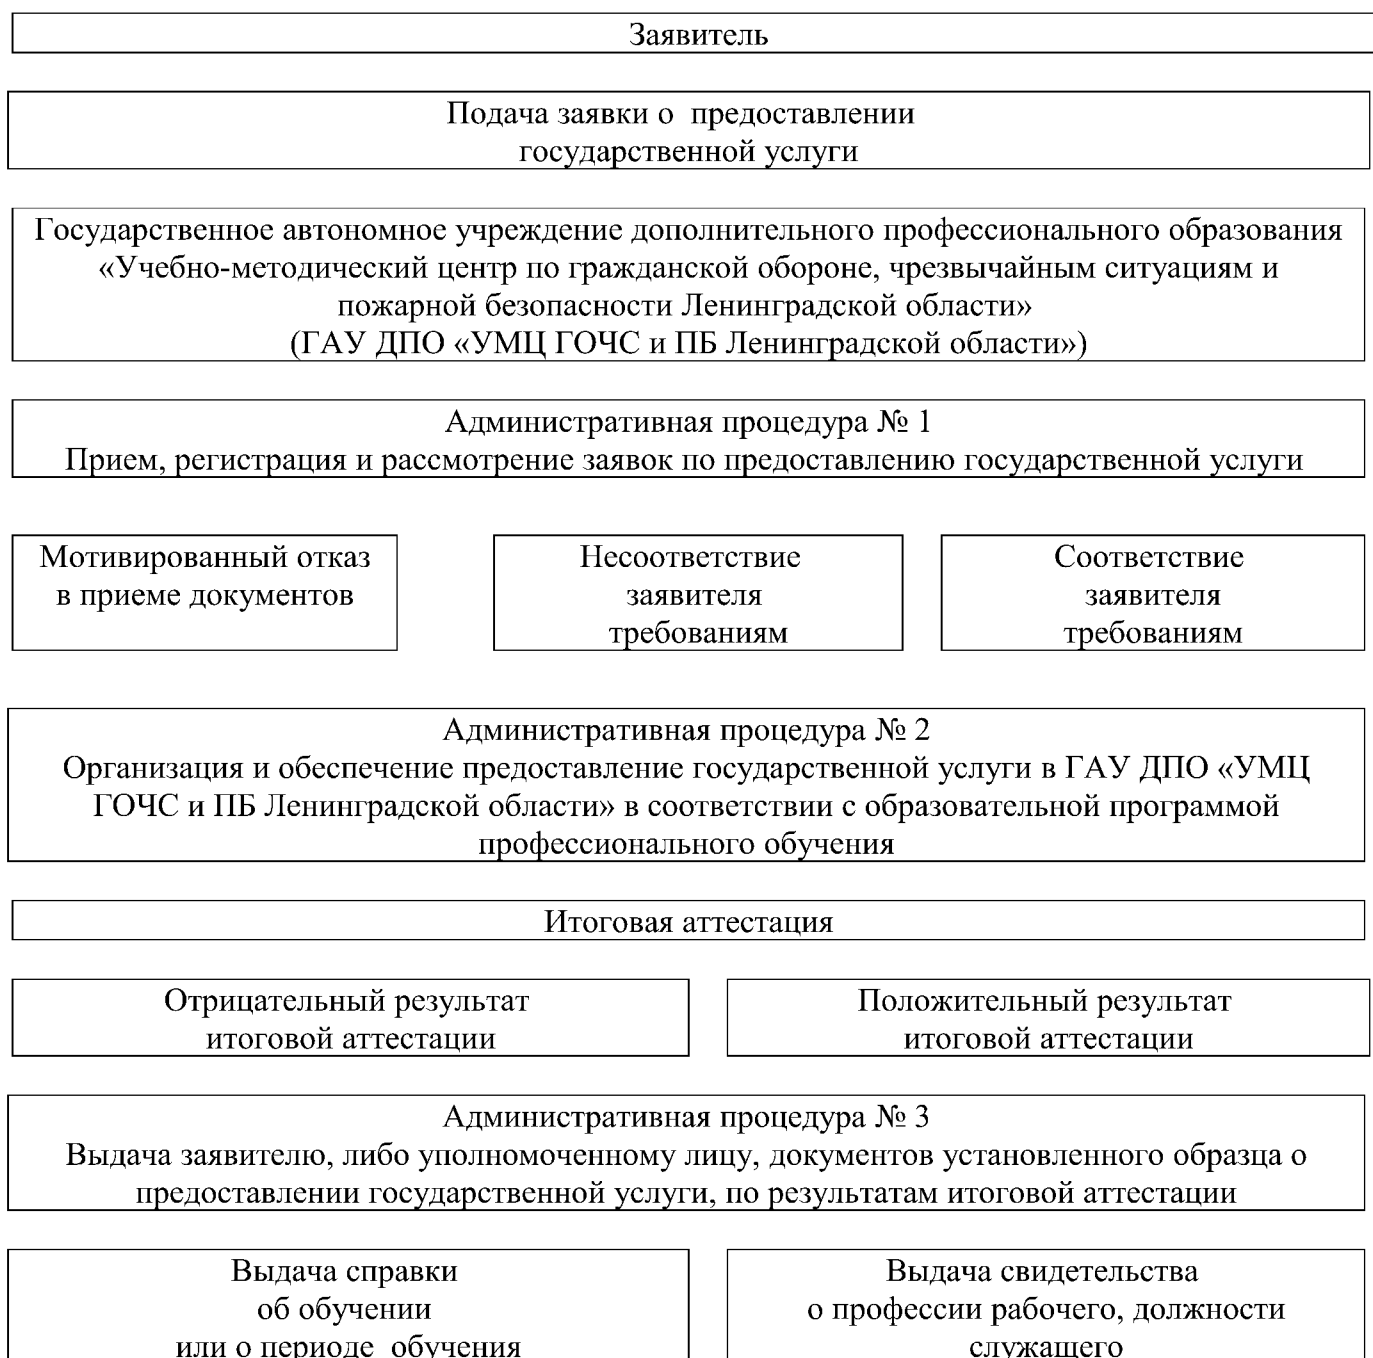 Заявитель
Подача заявки о  предоставлении
государственной услуги
Государственное автономное учреждение дополнительного профессионального образования
«Учебно-методический центр по гражданской обороне, чрезвычайным ситуациям и
пожарной безопасности Ленинградской области»
(ГАУ ДПО «УМЦ ГОЧС и ПБ Ленинградской области»)
Административная процедура № 1
Прием, регистрация и рассмотрение заявок по предоставлению государственной услуги
Мотивированный отказ
в приеме документов
Несоответствие
заявителя
требованиям
Соответствие
заявителя
требованиям
Административная процедура № 2
Организация и обеспечение предоставление государственной услуги в ГАУ ДПО «УМЦ
ГОЧС и ПБ Ленинградской области» в соответствии с образовательной программой
профессионального обучения
Итоговая аттестация
Отрицательный результат
итоговой аттестации
Положительный результат
итоговой аттестации
Административная процедура № 3
Выдача заявителю, либо уполномоченному лицу, документов установленного образца о
предоставлении государственной услуги, по результатам итоговой аттестации
Выдача справки
об обучении
или о периоде  обучения
Выдача свидетельства
о профессии рабочего, должности
служащего